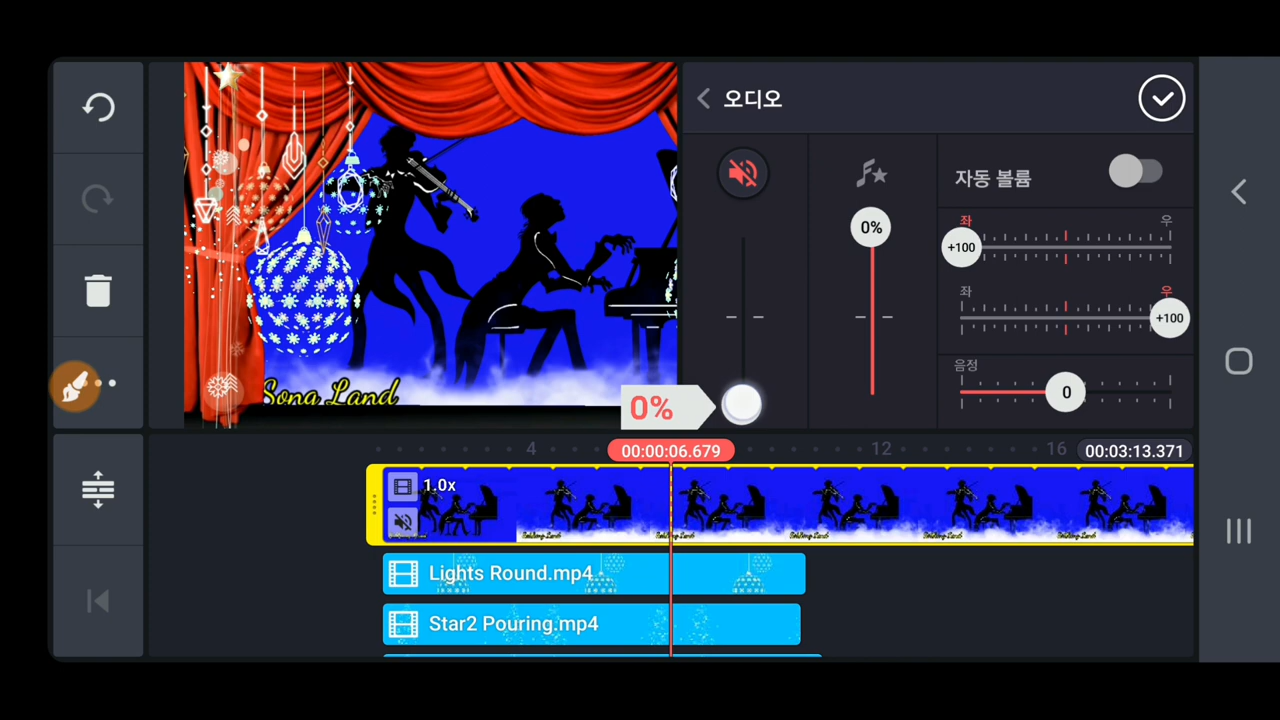 오디오
0%
자동 볼륨
좌
우
+100
좌
우
+100
음정
0
0%
Song Land
4
00:00:06.679
12
16
00:03:13.371
1.0x
Lights Round.mp4
Star2 Pouring.mp4